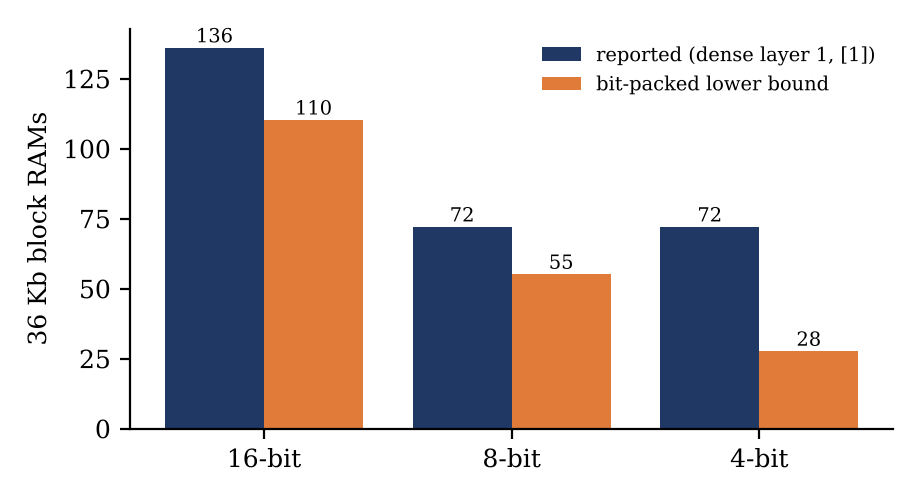 136
110
72
55
72
28
reported (dense layer 1, [1])
bit-packed lower bound
36 Kb block RAMs
125
100
75
50
25
0
16-bit
8-bit
4-bit